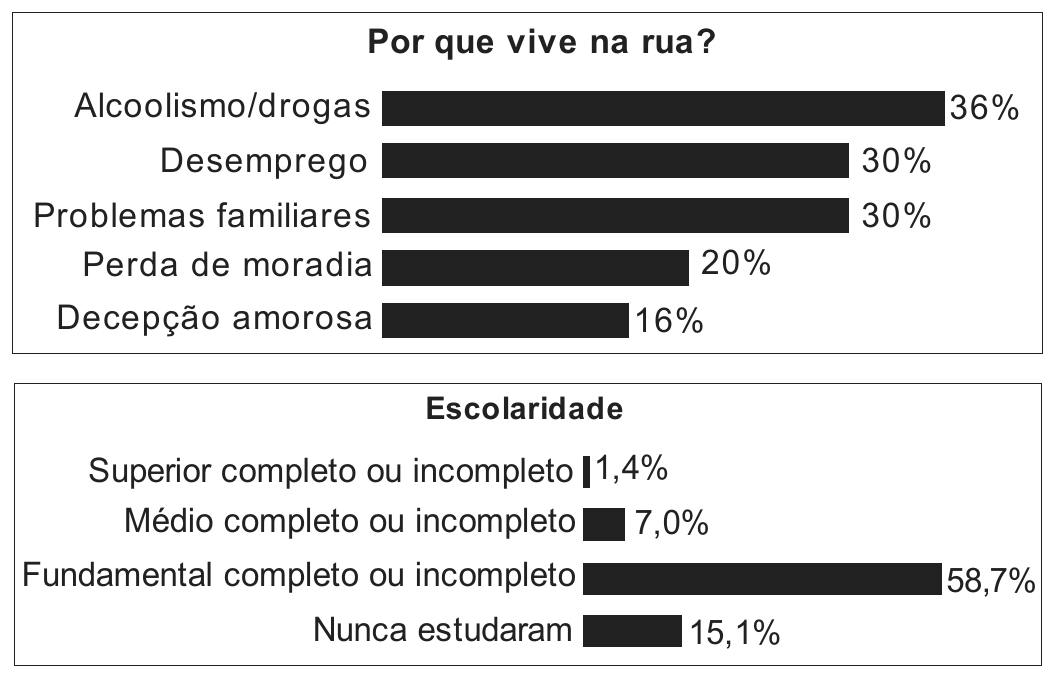 Por que vive na rua?
Alcoolismo/drogas 36%
Desemprego 30%
Problemas familiares 30%
Perda de moradia 20%
Decepção amorosa 16%
Escolaridade
Superior completo ou incompleto 1,4%
Médio completo ou incompleto 7,0%
Fundamental completo ou incompleto 58,7%
Nunca estudaram 15,1%